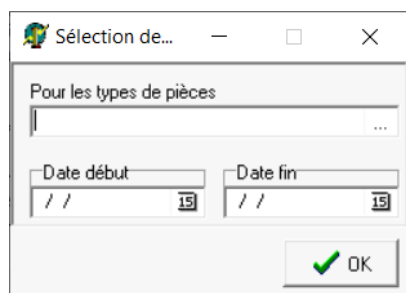 Sélection de...
Pour les types de pièces
...
Date début Date fin
/ / 15 / / 15
OK